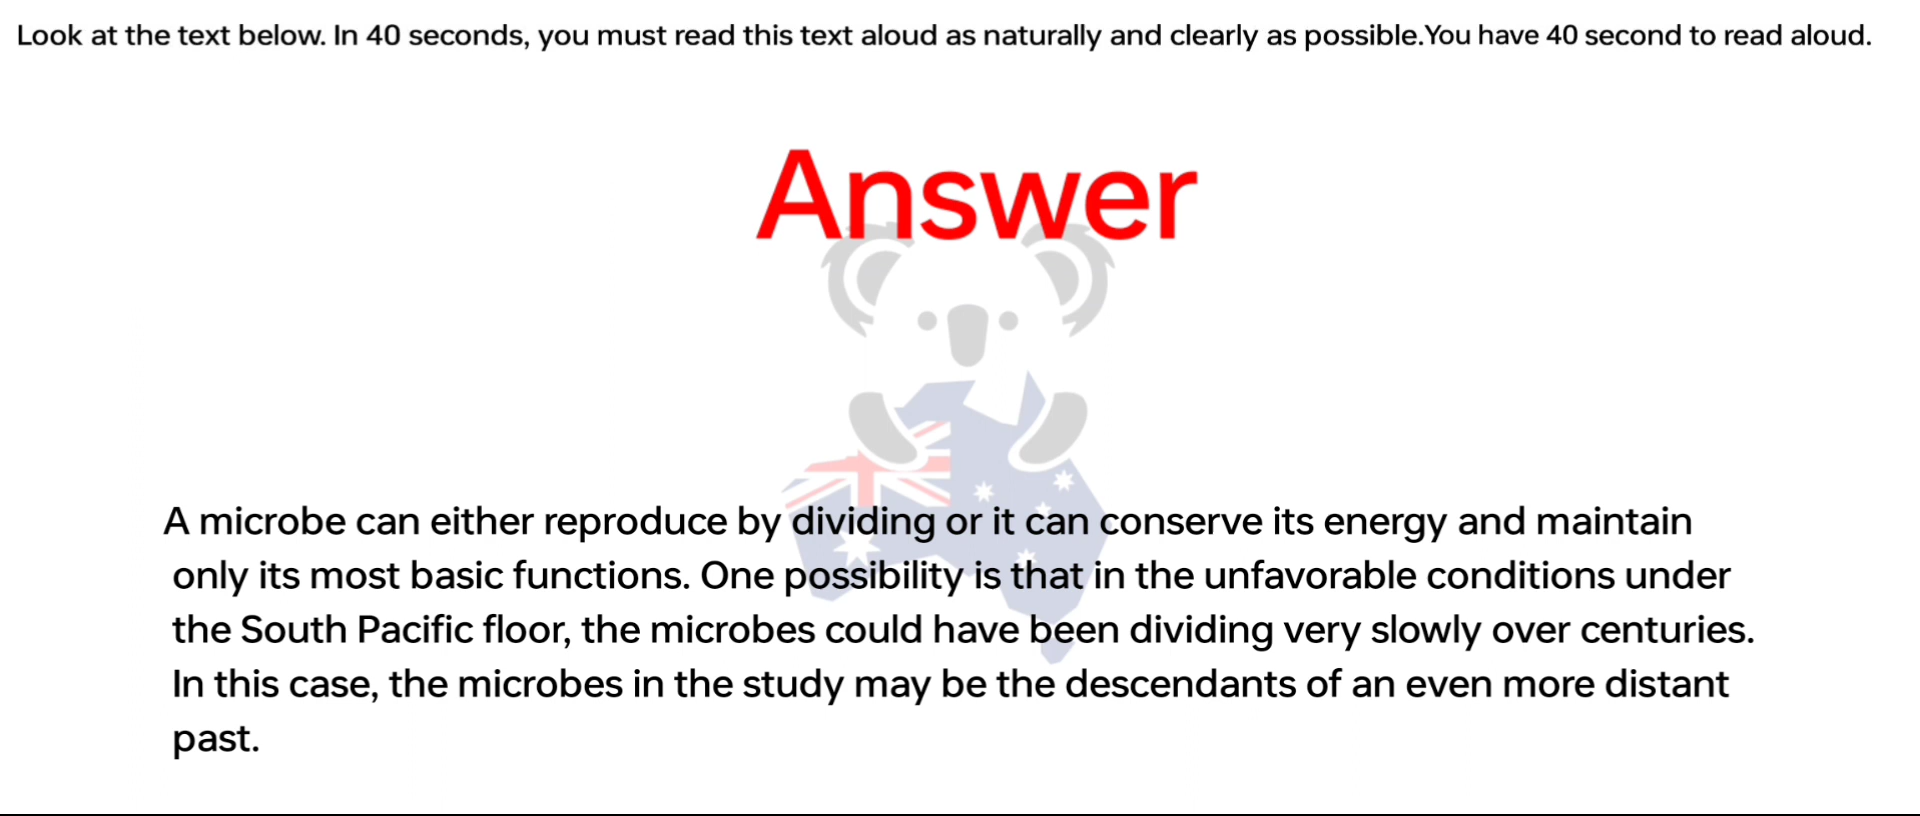 Look at the text below. In 40 seconds, you must read this text aloud as naturally and clearly as possible.You have 40 second to read aloud.
Answer
A microbe can either reproduce by dividing or it can conserve its energy and maintain
only its most basic functions. One possibility is that in the unfavorable conditions under
the South Pacific floor, the microbes could have been dividing very slowly over centuries.
In this case, the microbes in the study may be the descendants of an even more distant
past.